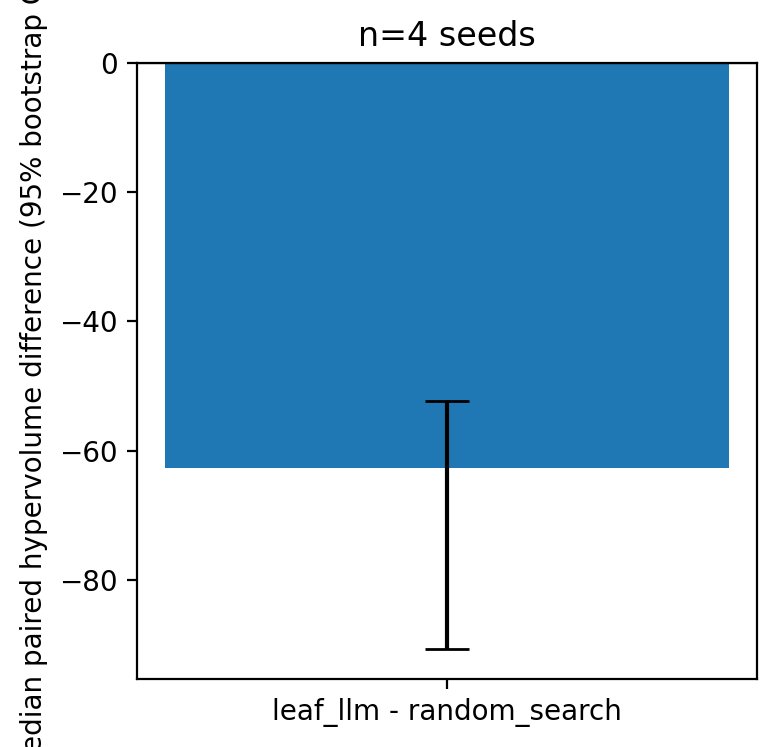 n=4 seeds
edian paired hypervolume difference (95% bootstrap
0
−20
−40
−60
−80
leaf_llm - random_search